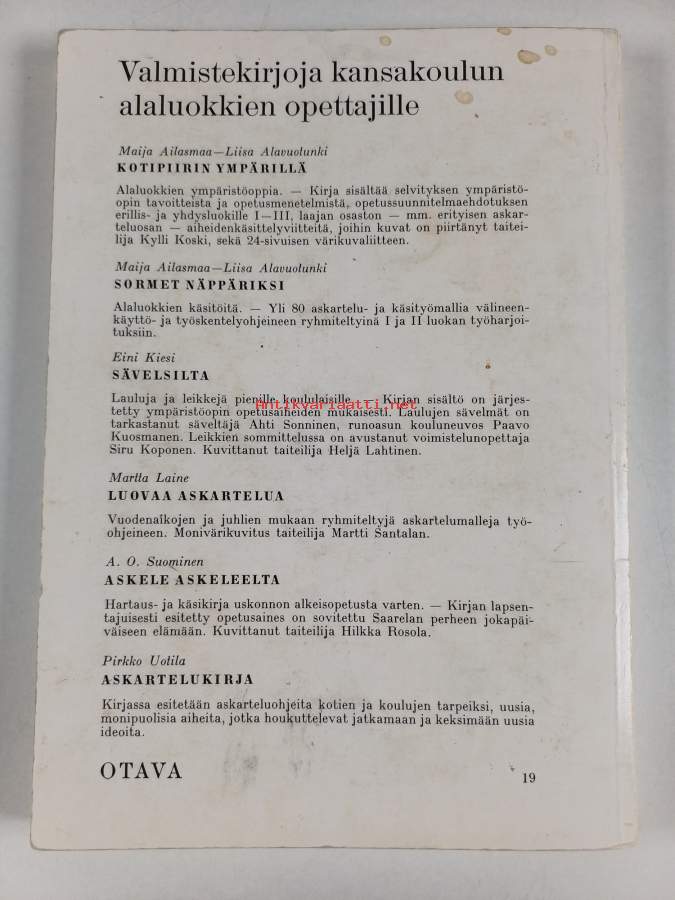 Valmistekirjoja kansakoulun
alaluokkien opettajille
Maija Ailasmaa—Liisa Alavuotunki
KOTIPIIRIN YMPÄRILLÄ
Alaluokkien ympäristöoppia. — Kirja sisältää selvityksen ympäristö-
opin tavoitteista ja opetusmenetelmistä, opetussuunnitelmaehdotuksen
erillis- ja yhdysluokille I—III, laajan osaston — mm. erityisen askar-
teluosan — aiheidenkäsittelyviitteitä, joihin kuvat on piirtänyt taitei-
lija Kylli Koski, sekä 24-sivuisen värikuvaliitteen.
Maija Ailasmaa—Liisa Alavuotunki
SORMET NÄPPÄRIKSI
Alaluokkien käsitöitä. — Yli 80 askartelu- ja käsityömallia välineen-
käyttö- ja työskentelyohjeineen ryhmiteltyinä I ja II luokan työharjoi-
tuksiin.
Eini Kiesi
SÄVELSILTA
Lauluja ja leikkejä pienille koululaisille. — Kirjan sisältö on järjes-
tetty ympäristöopin opetusaiheiden mukaisesti. Laulujen sävelmät on
tarkastanut säveltäjä Ahti Sonninen, runoasun kouluneuvos Paavo
Kuosmanen. Leikkien sommittelussa on avustanut voimistelunopettaja
Siru Koponen. Kuvittanut taiteilija Heljä Lahtinen.
Antikvariaatti.net
Martta Laine
LUOVAA ASKARTELUA
Vuodenaikojen ja juhlien mukaan ryhmiteltyjä askartelumalleja työ-
ohjeineen. Monivärikuvitus taiteilija Martti Santalan.
A. O. Suominen
ASKELE ASKELEELTA
Hartaus- ja käsikirja uskonnon alkeisopetusta varten. — Kirjan lapsen-
tajuisesti esitetty opetusaines on sovitettu Saarelan perheen jokapäi-
väiseen elämään. Kuvittanut taiteilija Hilkka Rosola.
Pirkko Uotila
ASKARTELUKIRJA
Kirjassa esitetään askarteluohjeita kotien ja koulujen tarpeiksi, uusia,
monipuolisia aiheita, jotka houkuttelevat jatkamaan ja keksimään uusia
ideoita.
OTAVA
19